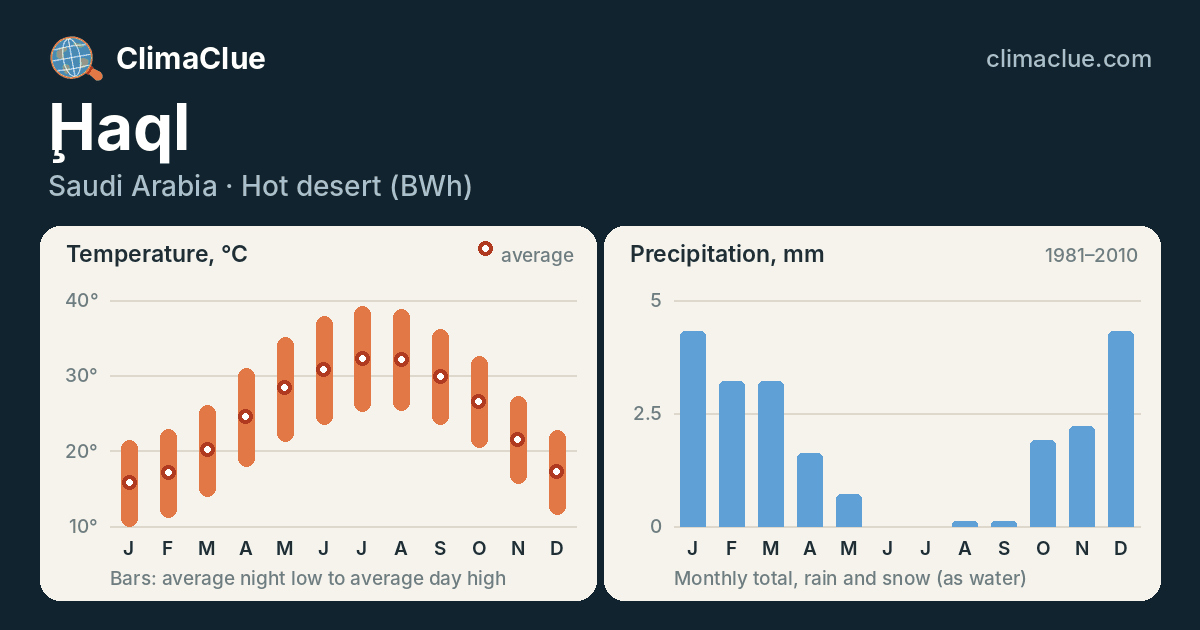 ClimaClue
climaclue.com
Ḩaql
Saudi Arabia · Hot desert (BWh)
Temperature, °C
average
40°
30°
20°
10°
J F M A M J J A S O N D
Bars: average night low to average day high
Precipitation, mm
1981–2010
5
2.5
0
J F M A M J J A S O N D
Monthly total, rain and snow (as water)